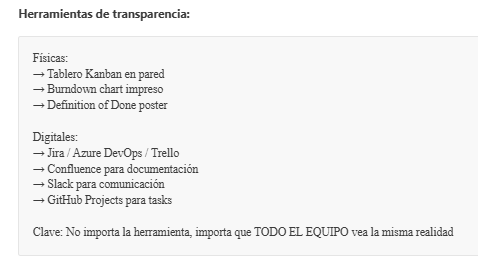 Herramientas de transparencia:
Físicas:
→ Tablero Kanban en pared
→ Burndown chart impreso
→ Definition of Done poster
Digitales:
→ Jira / Azure DevOps / Trello
→ Confluence para documentación
→ Slack para comunicación
→ GitHub Projects para tasks
Clave: No importa la herramienta, importa que TODO EL EQUIPO vea la misma realidad